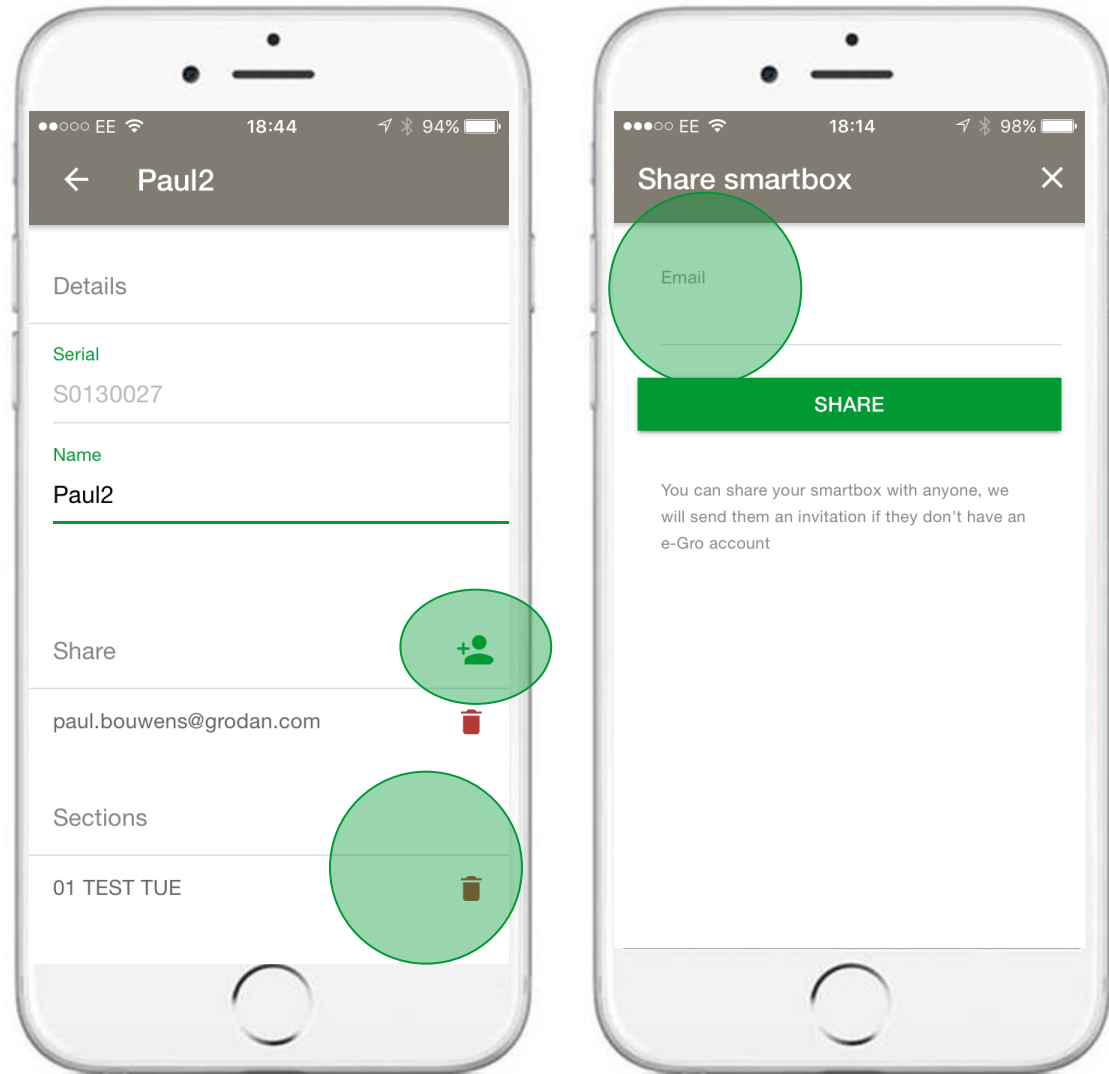 EE 18:44 94%
Paul2
Details
Serial
S0130027
Name
Paul2
Share
paul.bouwens@grodan.com
Sections
01 TEST TUE
EE 18:14 98%
Share smartbox
Email
SHARE
You can share your smartbox with anyone, we
will send them an invitation if they don't have an
e-Gro account